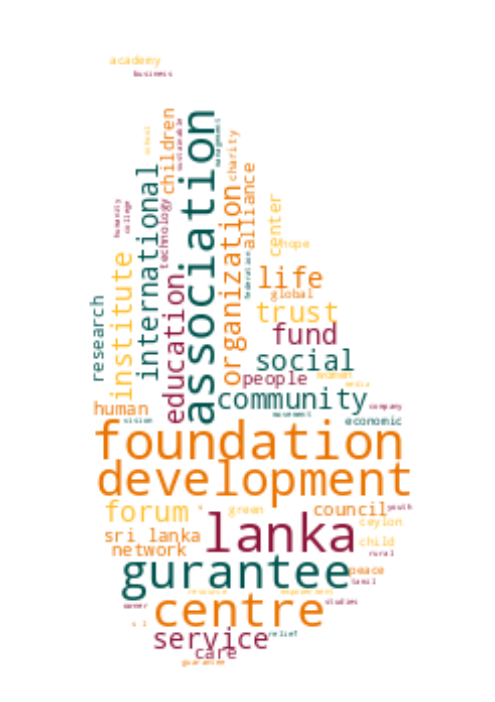 academy
business
school
children
sustainable
association
management
charity
international
organization
alliance
humanity
college
technology
center
hope
institute
education
federation
life
global
research
trust
fund
social
people
women
media
community
human
vision
movement
company
economic
foundation
development
forum
s
green
council
youth
lanka
ceylon
sri lanka
network
child
rural
gurantee
peace
tamil
resource
empowerment
owner
studies
centre
s l
service
relief
care
guarantee